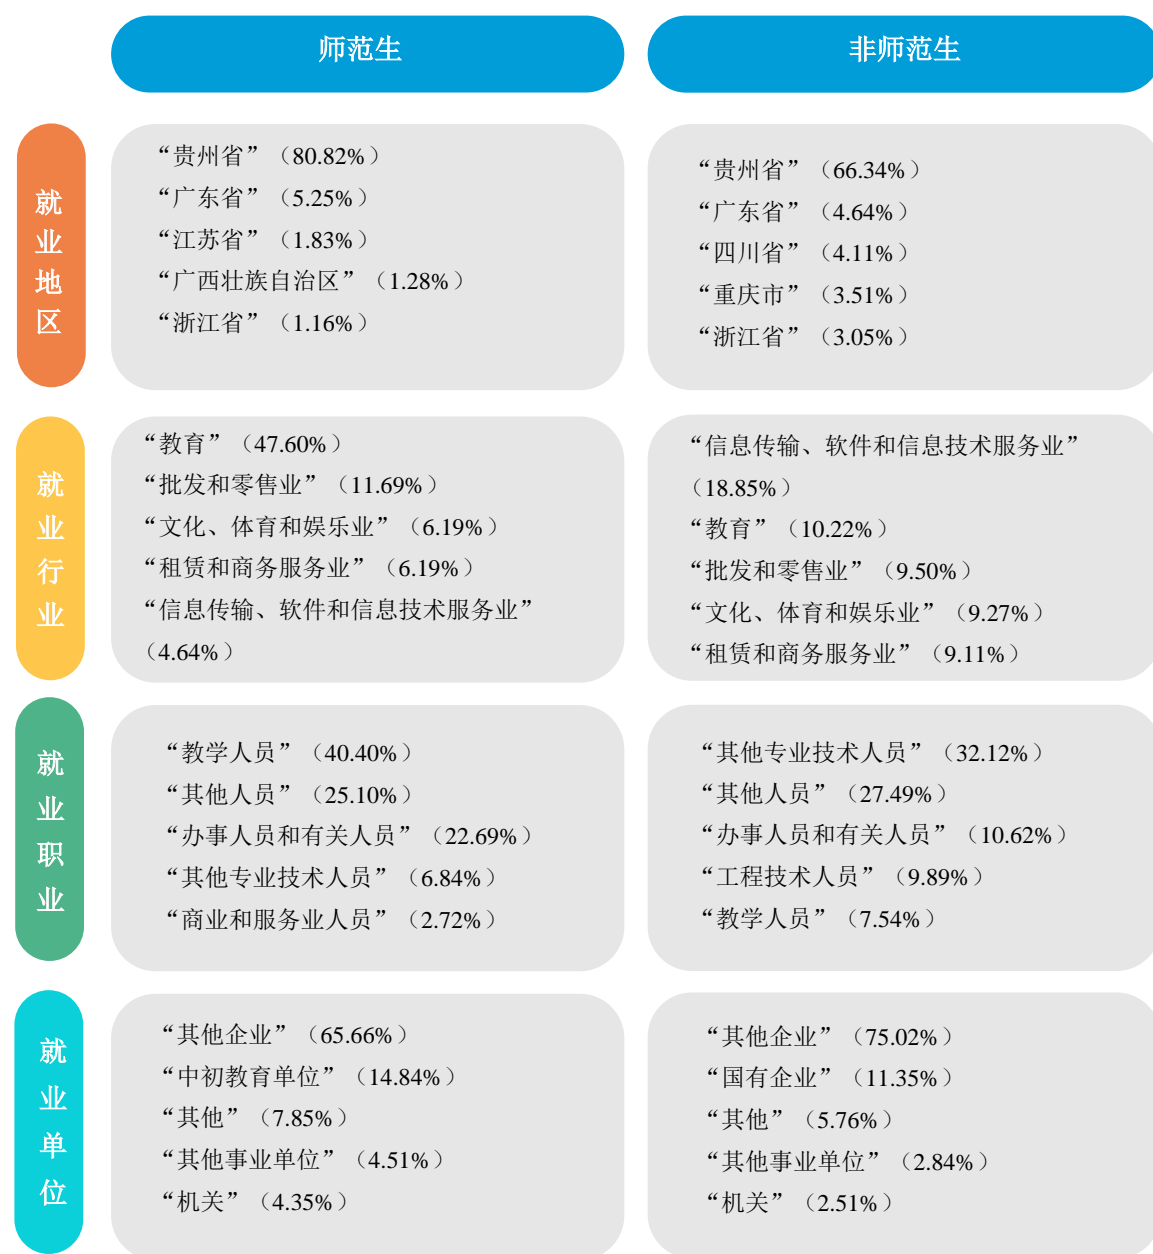 师范生
非师范生
就业地区
“贵州省”（80.82%）
“广东省”（5.25%）
“江苏省”（1.83%）
“广西壮族自治区”（1.28%）
“浙江省”（1.16%）
“贵州省”（66.34%）
“广东省”（4.64%）
“四川省”（4.11%）
“重庆市”（3.51%）
“浙江省”（3.05%）
就业行业
“教育”（47.60%）
“批发和零售业”（11.69%）
“文化、体育和娱乐业”（6.19%）
“租赁和商务服务业”（6.19%）
“信息传输、软件和信息技术服务业”
（4.64%）
“信息传输、软件和信息技术服务业”
（18.85%）
“教育”（10.22%）
“批发和零售业”（9.50%）
“文化、体育和娱乐业”（9.27%）
“租赁和商务服务业”（9.11%）
就业职业
“教学人员”（40.40%）
“其他人员”（25.10%）
“办事人员和有关人员”（22.69%）
“其他专业技术人员”（6.84%）
“商业和服务业人员”（2.72%）
“其他专业技术人员”（32.12%）
“其他人员”（27.49%）
“办事人员和有关人员”（10.62%）
“工程技术人员”（9.89%）
“教学人员”（7.54%）
就业单位
“其他企业”（65.66%）
“中初教育单位”（14.84%）
“其他”（7.85%）
“其他事业单位”（4.51%）
“机关”（4.35%）
“其他企业”（75.02%）
“国有企业”（11.35%）
“其他”（5.76%）
“其他事业单位”（2.84%）
“机关”（2.51%）